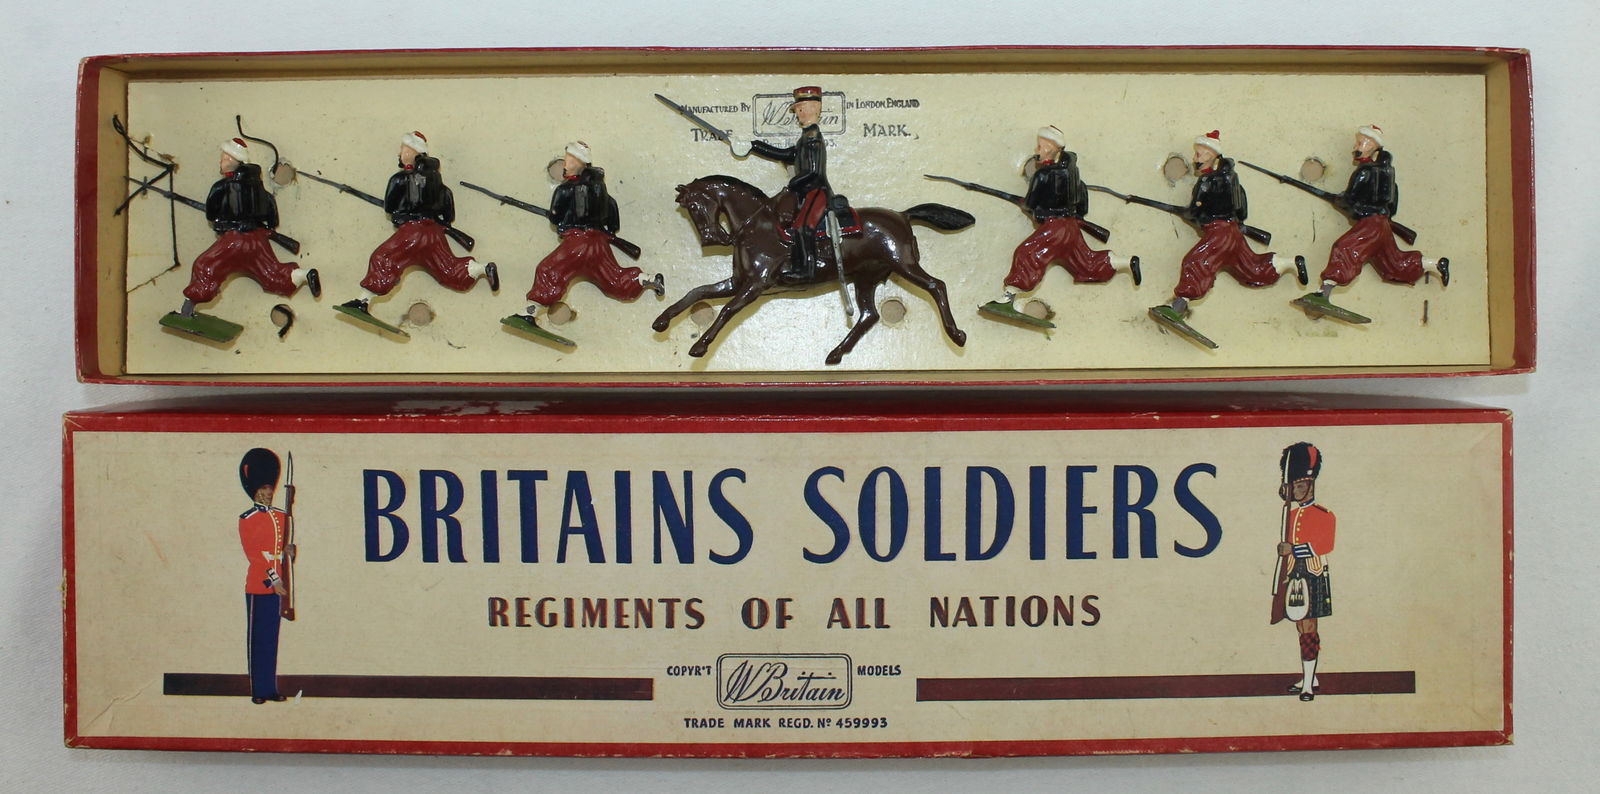 MANUFACTURED BY W Britain IN LONDON, ENGLAND
TRADE MARK.
BRITAINS SOLDIERS
REGIMENTS OF ALL NATIONS
COPYR'T W Britain MODELS
TRADE MARK REGD. Nº 459993